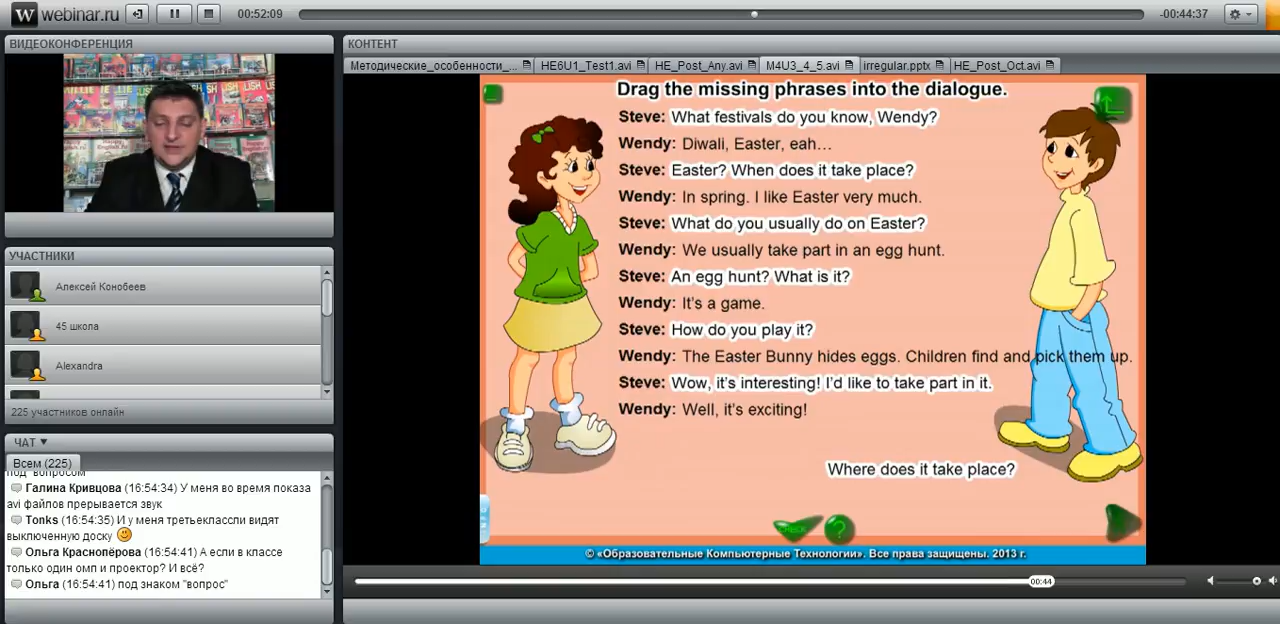 webinar.ru
00:52:09
-00:44:37
ВИДЕОКОНФЕРЕНЦИЯ
УЧАСТНИКИ
Алексей Конобеев
45 школа
Alexandra
225 участников онлайн
ЧАТ
Всем (225)
под "вопросом"
Галина Кривцова (16:54:34) У меня во время показа
avi файлов прерывается звук
Tonks (16:54:35) И у меня третьеклассли видят
выключенную доску
Ольга Краснопёрова (16:54:41) А если в классе
только один омп и проектор? И всё?
Ольга (16:54:41) под знаком "вопрос"
КОНТЕНТ
Методические_особенности_... HE6U1_Test1.avi HE_Post_Any.avi M4U3_4_5.avi irregular.pptx HE_Post_Oct.avi
Drag the missing phrases into the dialogue.
Steve: What festivals do you know, Wendy?
Wendy: Diwali, Easter, eah...
Steve: Easter? When does it take place?
Wendy: In spring. I like Easter very much.
Steve: What do you usually do on Easter?
Wendy: We usually take part in an egg hunt.
Steve: An egg hunt? What is it?
Wendy: It's a game.
Steve: How do you play it?
Wendy: The Easter Bunny hides eggs. Children find and pick them up.
Steve: Wow, it's interesting! I'd like to take part in it.
Wendy: Well, it's exciting!
Where does it take place?
CHECK ?
© «Образовательные Компьютерные Технологии». Все права защищены. 2013 г.
00:44